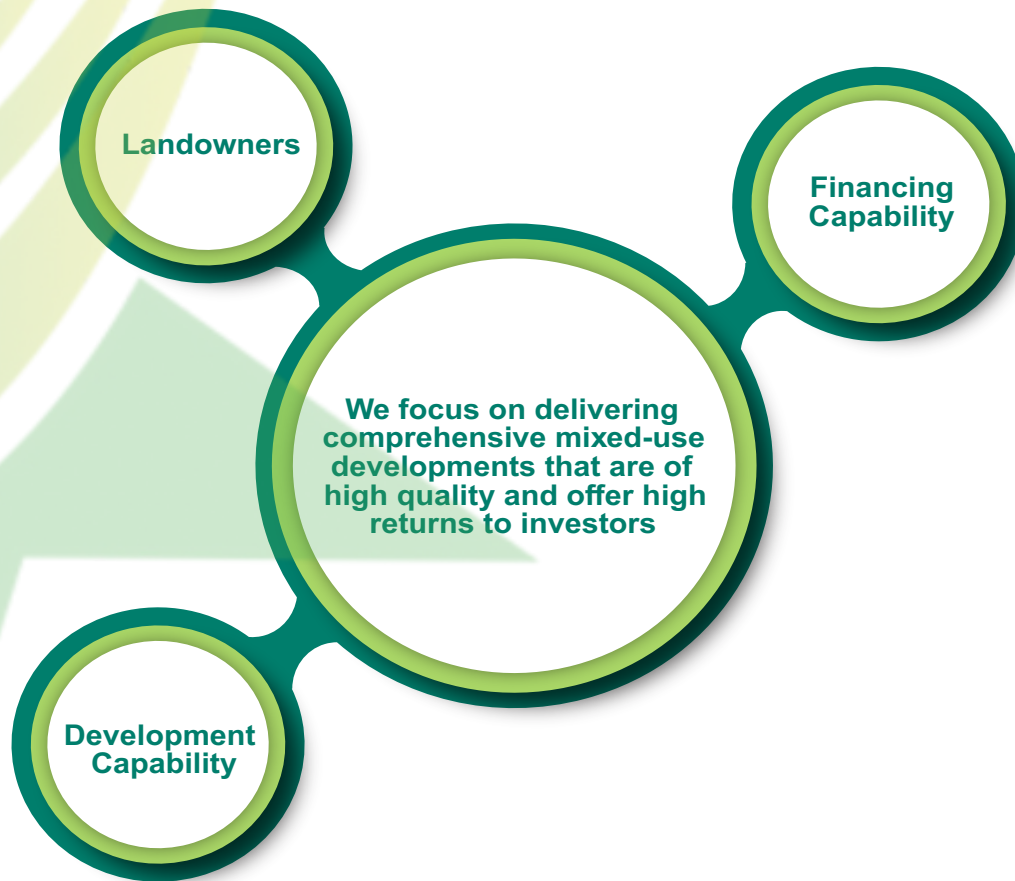 Landowners
Financing
Capability
We focus on delivering
comprehensive mixed-use
developments that are of
high quality and offer high
returns to investors
Development
Capability